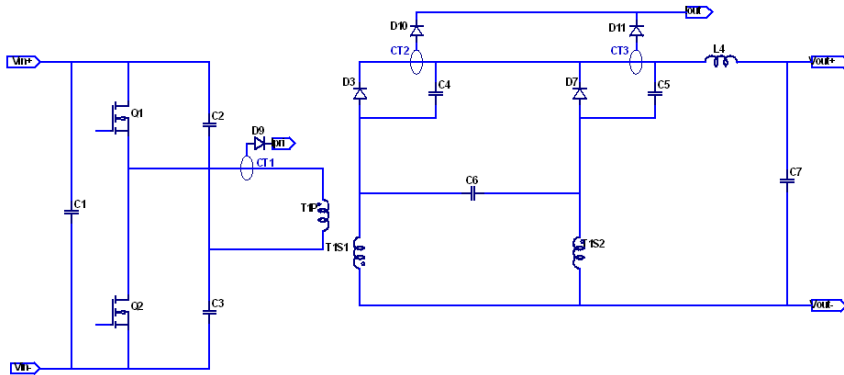 D10
D11
Iout
CT2
CT3
L4
Vin+
Vout+
D3
C4
D7
C5
Q1
C2
D9
Ipri
CT1
C1
C6
C7
T1P
T1S1
T1S2
Q2
C3
Vout-
Vin-